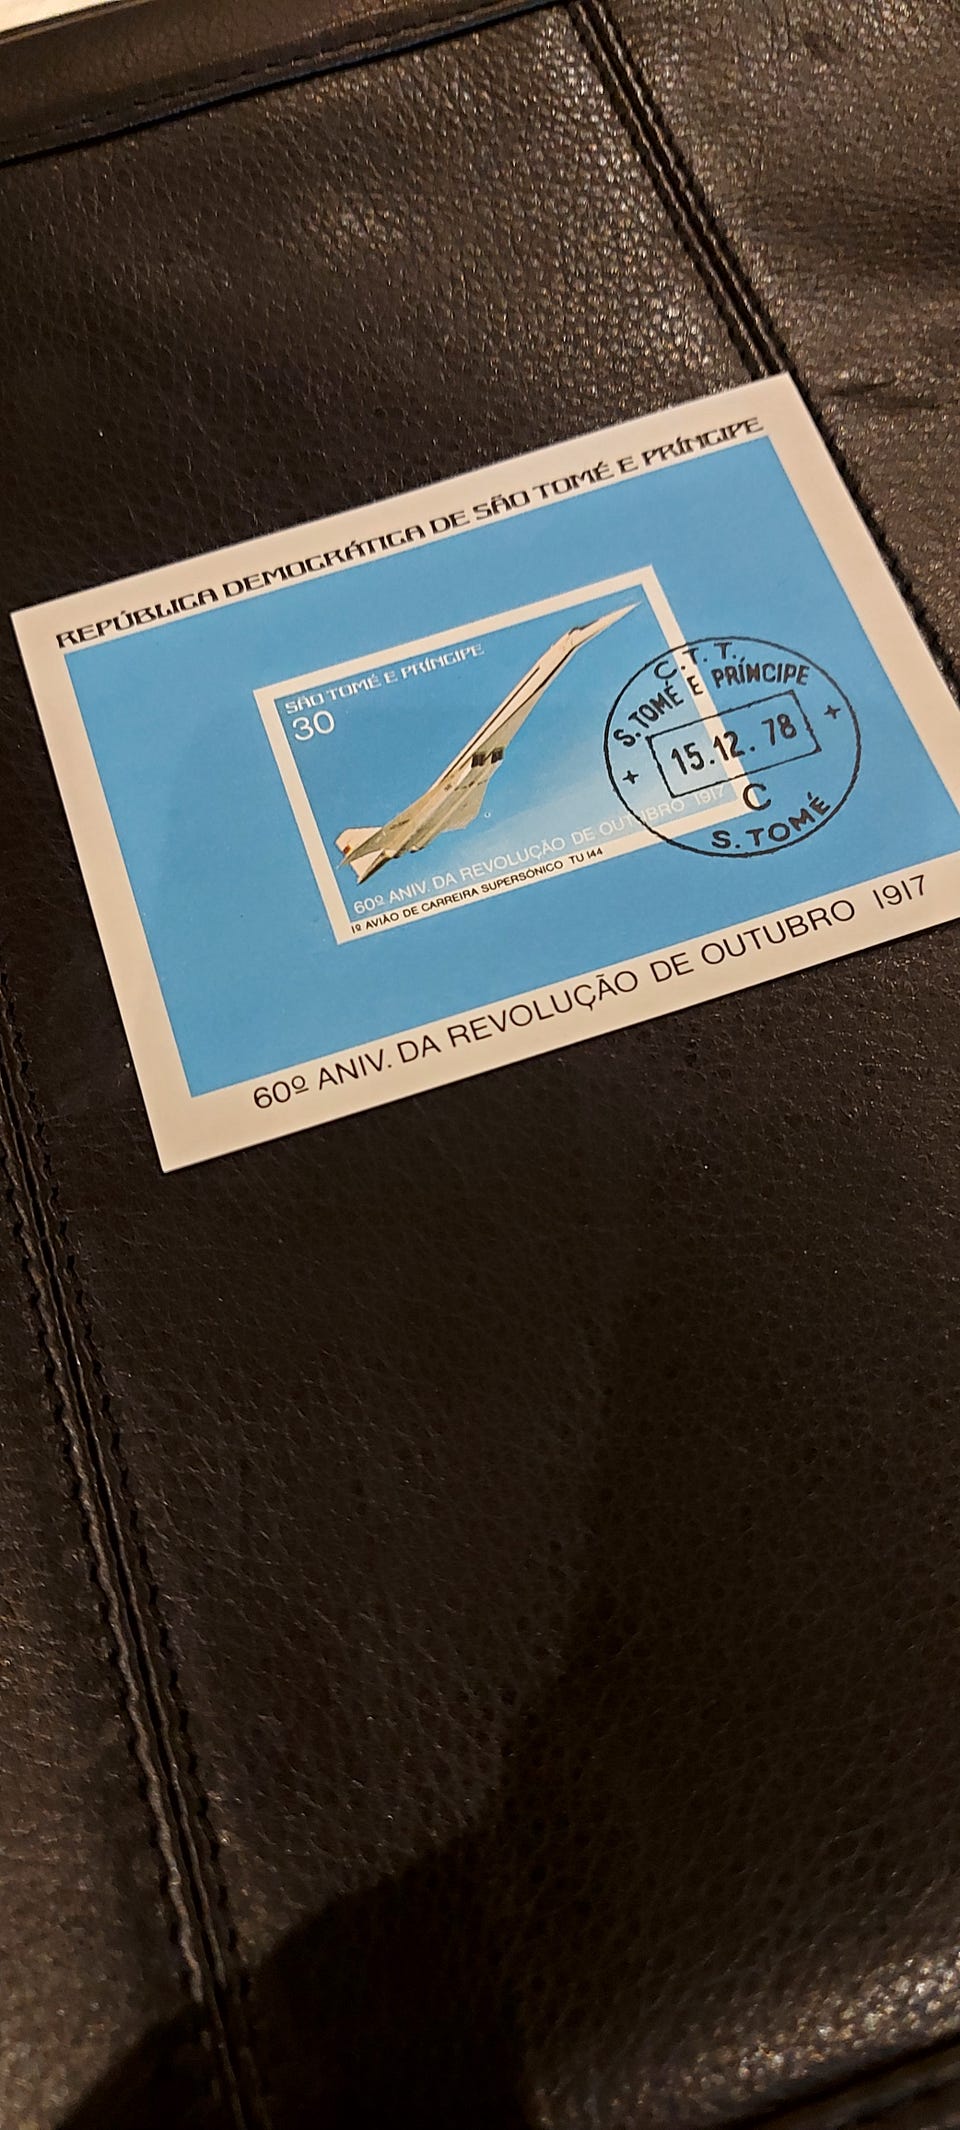 REPÚBLICA DEMOGRÁTICA DE SÃO TOMÉ E PRÍNCIPE
SÃO TOMÉ E PRÍNCIPE
30
60º ANIV. DA REVOLUÇÃO DE OUTUBRO 1917
1º AVIÃO DE CARREIRA SUPERSÓNICO TU 144
C.T.T.
S. TOMÉ E PRÍNCIPE
15.12.78
C
S. TOMÉ
60º ANIV. DA REVOLUÇÃO DE OUTUBRO 1917